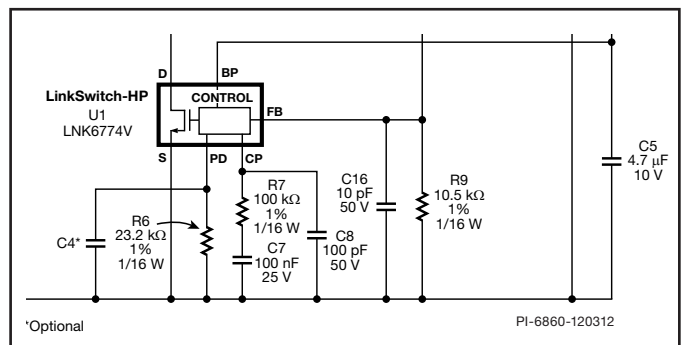 D
BP
LinkSwitch-HP
U1
LNK6774V
CONTROL
FB
S
PD
CP
C5
4.7 µF
10 V
R7
100 kΩ
1%
1/16 W
C16
10 pF
50 V
R9
10.5 kΩ
1%
1/16 W
R6
23.2 kΩ
1%
1/16 W
C4*
C7
100 nF
25 V
C8
100 pF
50 V
*Optional
PI-6860-120312